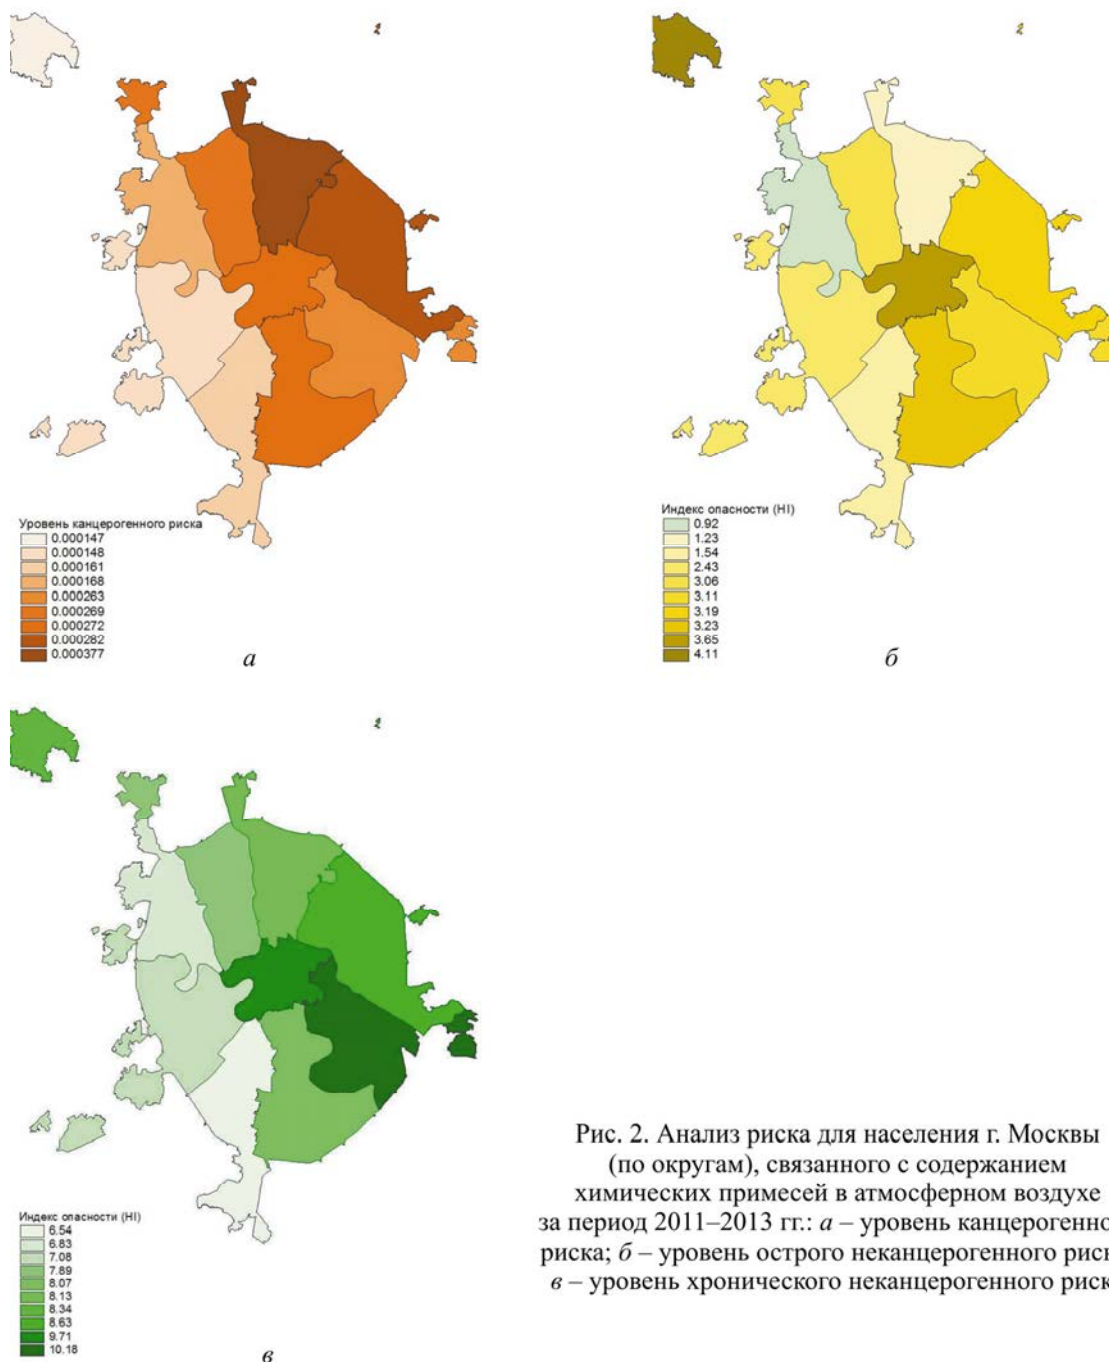 Уровень канцерогенного риска
0.000147
0.000148
0.000161
0.000168
0.000263
0.000269
0.000272
0.000282
0.000377
а
Индекс опасности (HI)
0.92
1.23
1.54
2.43
3.06
3.11
3.19
3.23
3.65
4.11
б
Индекс опасности (HI)
6.54
6.83
7.08
7.89
8.07
8.13
8.34
8.63
9.71
10.18
в
Рис. 2. Анализ риска для населения г. Москвы
(по округам), связанного с содержанием
химических примесей в атмосферном воздухе
за период 2011–2013 гг.: а – уровень канцерогенно
риска; б – уровень острого неканцерогенного рис
в – уровень хронического неканцерогенного риск